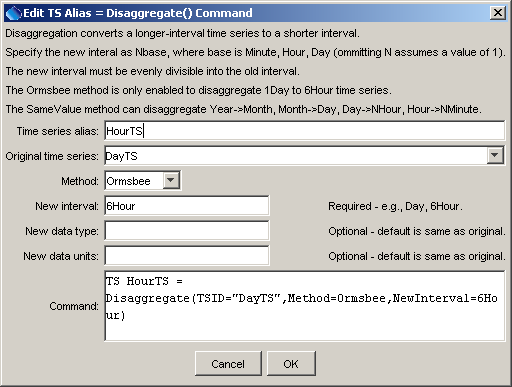 Edit TS Alias = Disaggregate() Command
Disaggregation converts a longer-interval time series to a shorter interval.
Specify the new interal as Nbase, where base is Minute, Hour, Day (ommitting N assumes a value of 1).
The new interval must be evenly divisible into the old interval.
The Ormsbee method is only enabled to disaggregate 1Day to 6Hour time series.
The SameValue method can disaggregate Year->Month, Month->Day, Day->NHour, Hour->NMinute.
Time series alias: HourTS
Original time series: DayTS
Method: Ormsbee
New interval: 6Hour Required - e.g., Day, 6Hour.
New data type: Optional - default is same as original.
New data units: Optional - default is same as original.
Command: TS HourTS =
Disaggregate(TSID="DayTS",Method=Ormsbee,NewInterval=6Ho
ur)
Cancel OK